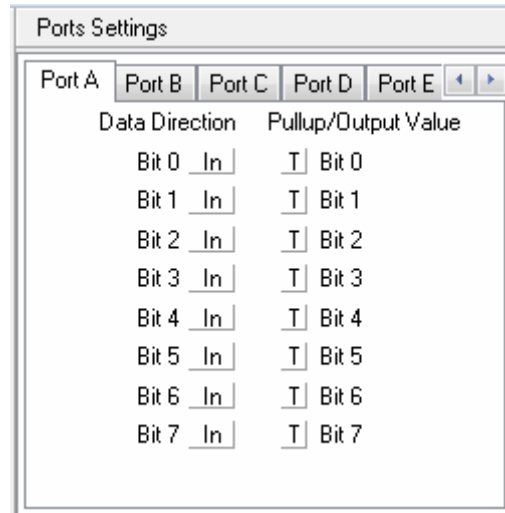 Ports Settings
Port A Port B Port C Port D Port E
Data Direction Pullup/Output Value
Bit 0 In T Bit 0
Bit 1 In T Bit 1
Bit 2 In T Bit 2
Bit 3 In T Bit 3
Bit 4 In T Bit 4
Bit 5 In T Bit 5
Bit 6 In T Bit 6
Bit 7 In T Bit 7